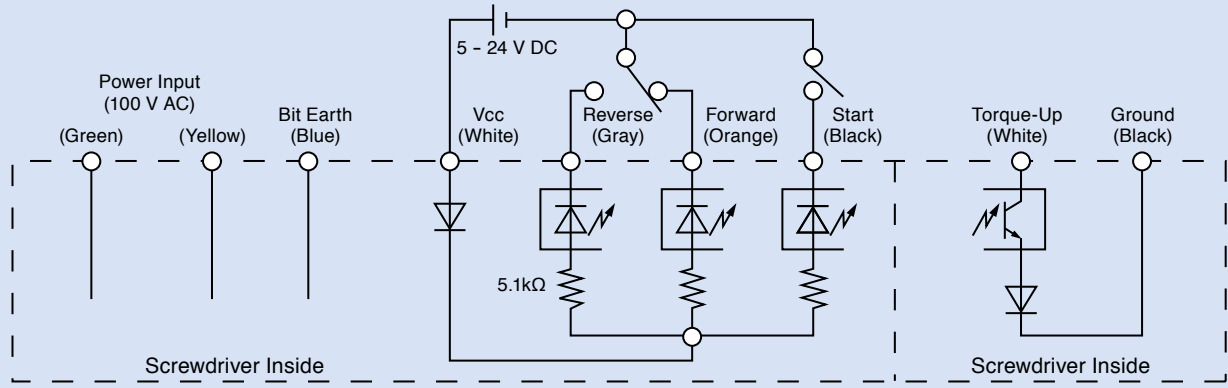 5 – 24 V DC
Power Input
(100 V AC)
(Green)
(Yellow)
Bit Earth
(Blue)
Vcc
(White)
Reverse
(Gray)
Forward
(Orange)
Start
(Black)
Torque-Up
(White)
Ground
(Black)
5.1kΩ
Screwdriver Inside
Screwdriver Inside